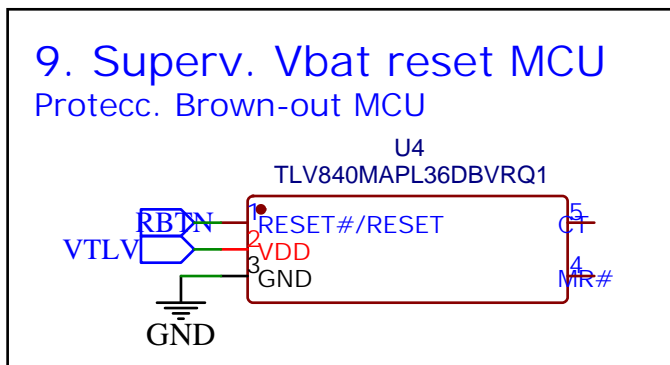 9. Superv. Vbat reset MCU
Protecc. Brown-out MCU
U4
TLV840MAPL36DBVRQ1
RBTN 1 RESET#/RESET 5 CT
VTLV 2 VDD
3 GND 4 MR#
GND